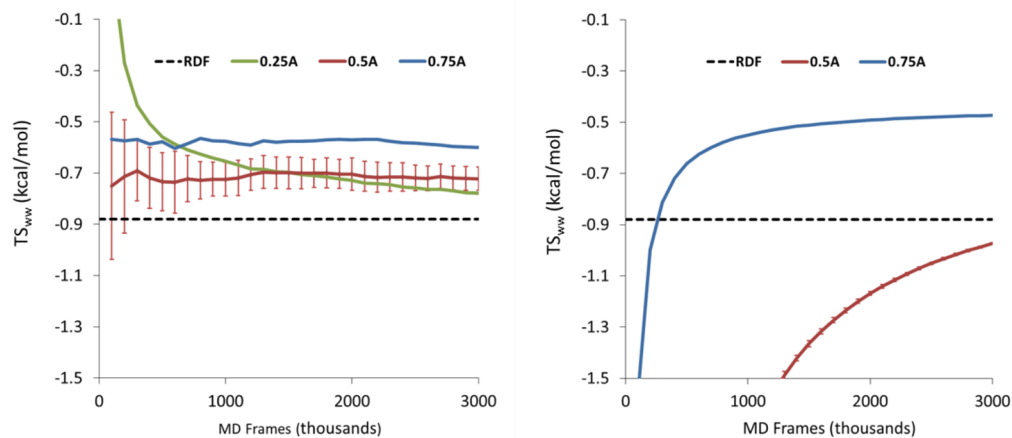 -0.1
-0.3
-0.5
-0.7
-0.9
-1.1
-1.3
-1.5
TSww (kcal/mol)
RDF 0.25A 0.5A 0.75A
0 1000 2000 3000
MD Frames (thousands)
-0.1
-0.3
-0.5
-0.7
-0.9
-1.1
-1.3
-1.5
TSww (kcal/mol)
RDF 0.5A 0.75A
0 1000 2000 3000
MD Frames (thousands)